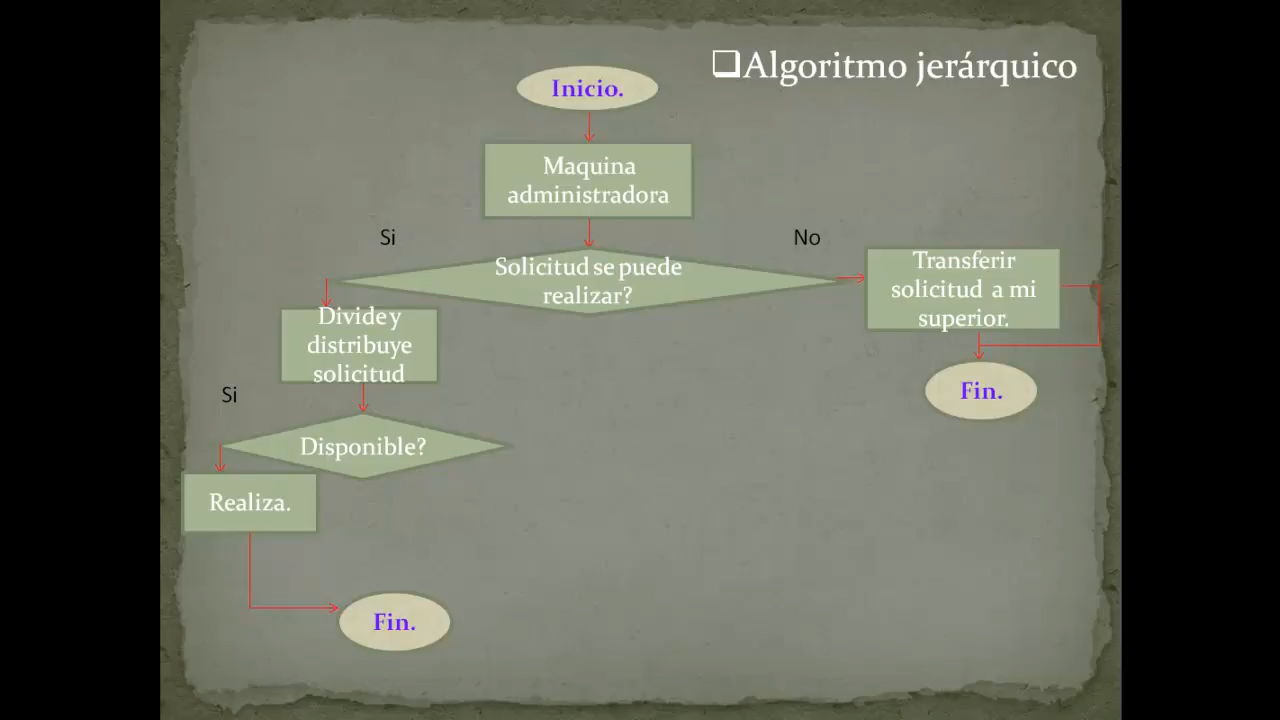 ❑Algoritmo jerárquico
Inicio.
Maquina
administradora
Si
No
Solicitud se puede
realizar?
Transferir
solicitud a mi
superior.
Divide y
distribuye
solicitud
Fin.
Si
Disponible?
Realiza.
Fin.